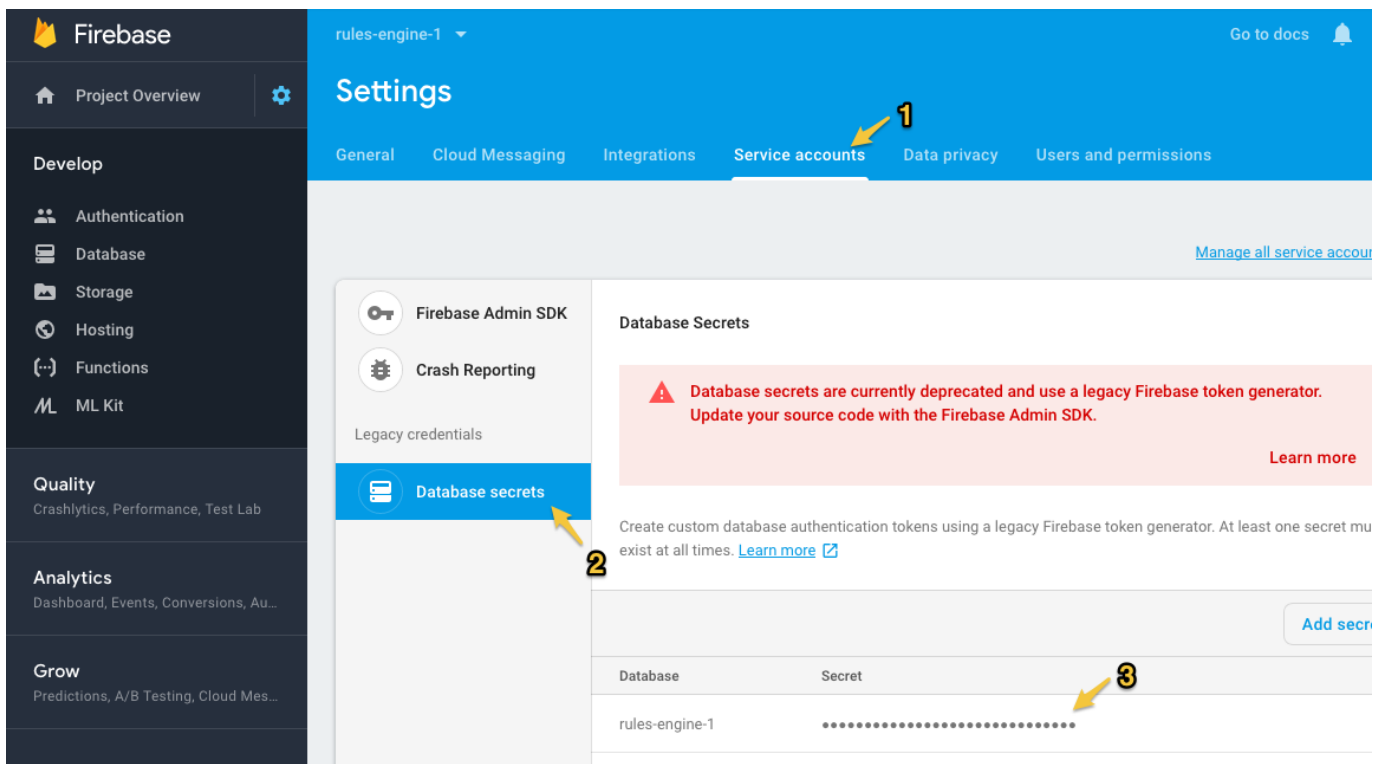 Firebase
rules-engine-1
Go to docs
Project Overview
Settings
1
General Cloud Messaging Integrations Service accounts Data privacy Users and permissions
Develop
Authentication
Database
Storage
Hosting
Functions
ML Kit
Quality
Crashlytics, Performance, Test Lab
Analytics
Dashboard, Events, Conversions, Au...
Grow
Predictions, A/B Testing, Cloud Mes...
Manage all service accoun
Firebase Admin SDK
Crash Reporting
Legacy credentials
Database secrets
2
Database Secrets
Database secrets are currently deprecated and use a legacy Firebase token generator.
Update your source code with the Firebase Admin SDK.
Learn more
Create custom database authentication tokens using a legacy Firebase token generator. At least one secret mu
exist at all times. Learn more
Add secre
Database Secret
3
rules-engine-1 ••••••••••••••••••••••••••••••